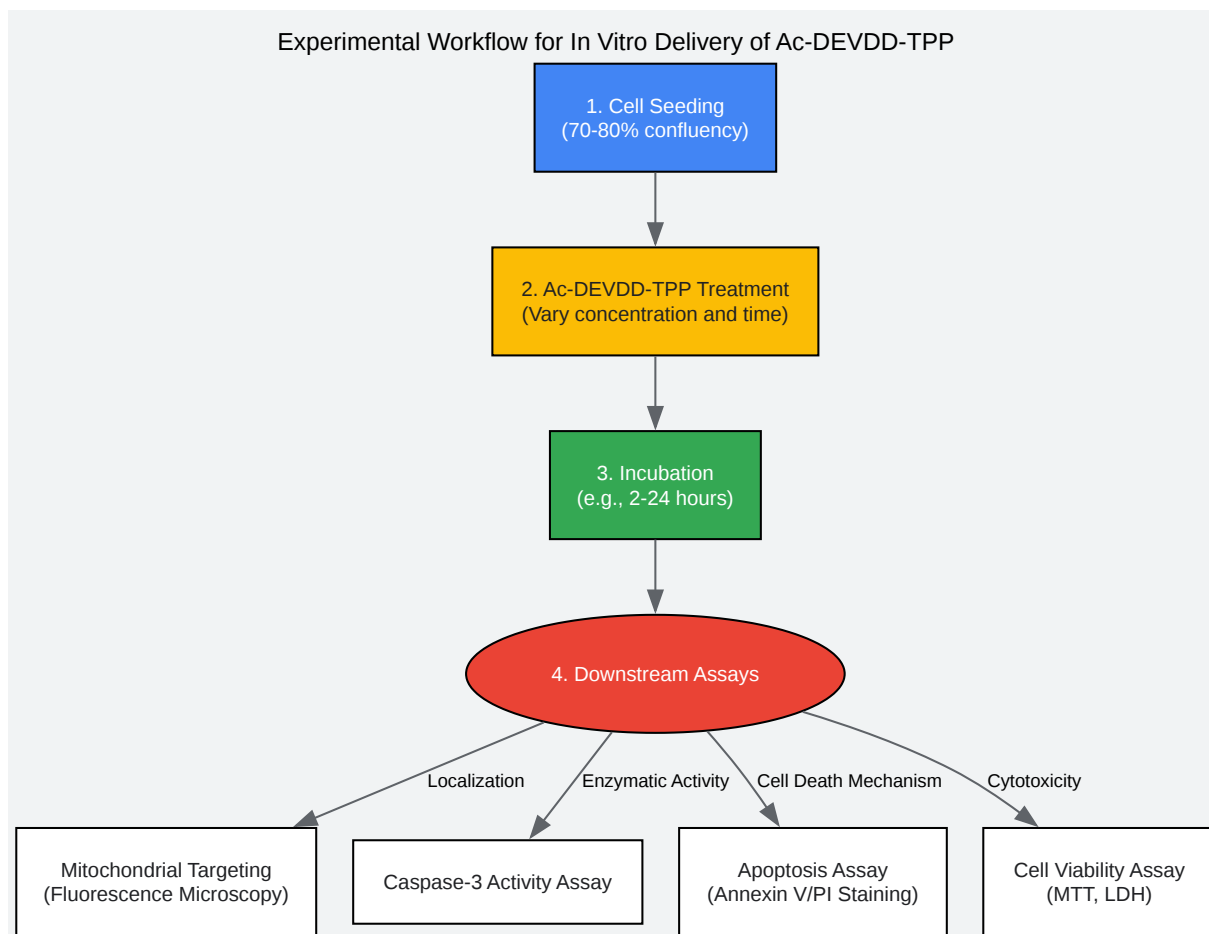 Experimental Workflow for In Vitro Delivery of Ac-DEVDD-TPP
1. Cell Seeding
(70-80% confluency)
2. Ac-DEVDD-TPP Treatment
(Vary concentration and time)
3. Incubation
(e.g., 2-24 hours)
4. Downstream Assays
Localization
Enzymatic Activity
Cell Death Mechanism
Cytotoxicity
Mitochondrial Targeting
(Fluorescence Microscopy)
Caspase-3 Activity Assay
Apoptosis Assay
(Annexin V/PI Staining)
Cell Viability Assay
(MTT, LDH)